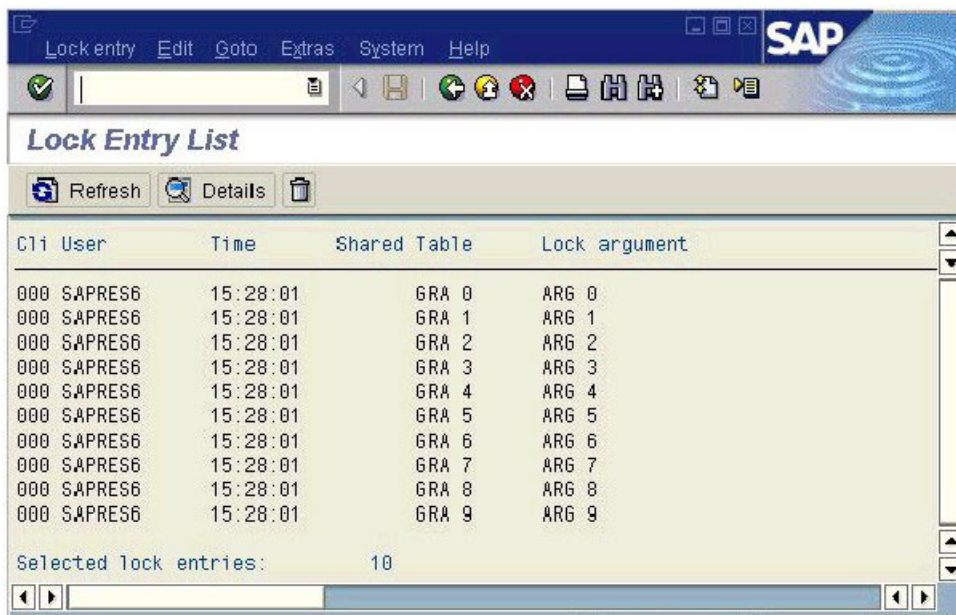 Lock entry Edit Goto Extras System Help
SAP
Lock Entry List
Refresh Details
Cli User Time Shared Table Lock argument
000 SAPRES6 15:28:01 GRA 0 ARG 0
000 SAPRES6 15:28:01 GRA 1 ARG 1
000 SAPRES6 15:28:01 GRA 2 ARG 2
000 SAPRES6 15:28:01 GRA 3 ARG 3
000 SAPRES6 15:28:01 GRA 4 ARG 4
000 SAPRES6 15:28:01 GRA 5 ARG 5
000 SAPRES6 15:28:01 GRA 6 ARG 6
000 SAPRES6 15:28:01 GRA 7 ARG 7
000 SAPRES6 15:28:01 GRA 8 ARG 8
000 SAPRES6 15:28:01 GRA 9 ARG 9
Selected lock entries: 10